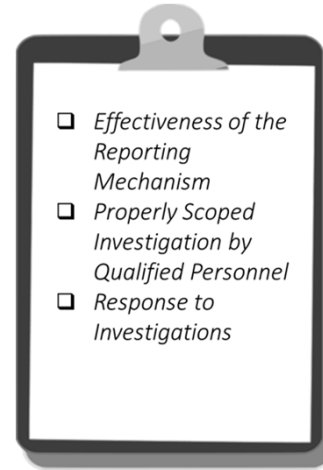 ❑ Effectiveness of the
Reporting
Mechanism
❑ Properly Scoped
Investigation by
Qualified Personnel
❑ Response to
Investigations